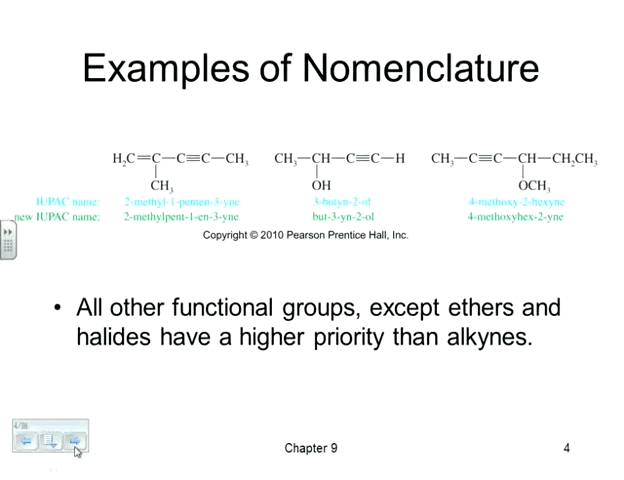 Examples of Nomenclature
H₂C=C—C≡C—CH₃ CH₃—CH—C≡C—H CH₃—C≡C—CH—CH₂CH₃
CH₃ OH OCH₃
IUPAC name: 2-methyl-1-penten-3-yne 3-butyn-2-ol 4-methoxy-2-hexyne
new IUPAC name: 2-methylpent-1-en-3-yne but-3-yn-2-ol 4-methoxyhex-2-yne
Copyright © 2010 Pearson Prentice Hall, Inc.
• All other functional groups, except ethers and
halides have a higher priority than alkynes.
Chapter 9 4